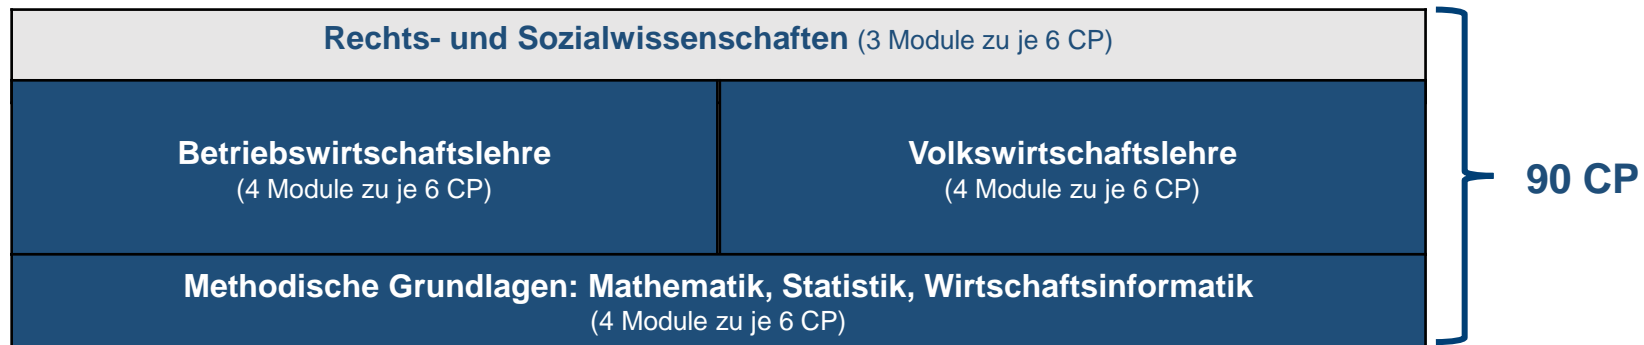 Rechts- und Sozialwissenschaften (3 Module zu je 6 CP)
Betriebswirtschaftslehre
(4 Module zu je 6 CP)
Volkswirtschaftslehre
(4 Module zu je 6 CP)
90 CP
Methodische Grundlagen: Mathematik, Statistik, Wirtschaftsinformatik
(4 Module zu je 6 CP)